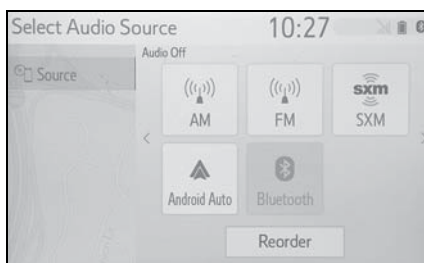 Select Audio Source 10:27
Source
Audio Off
AM FM SXM
sxm
Android Auto Bluetooth
Reorder